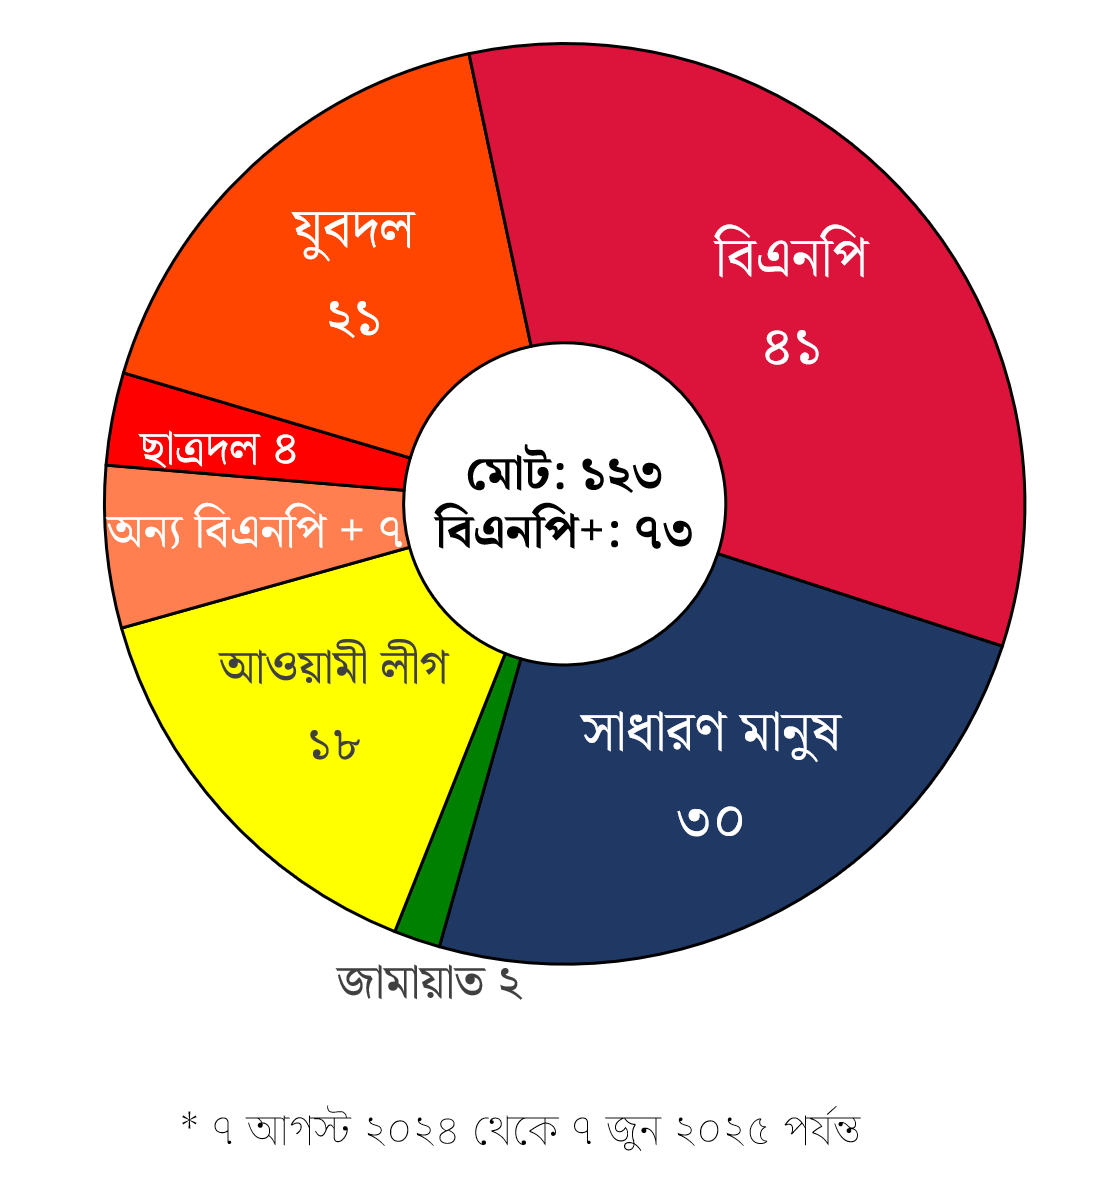 যুবদল
২১
বিএনপি
৪১
ছাত্রদল ৪
অন্য বিএনপি + ৭
মোট: ১২৩
বিএনপি+: ৭৩
আওয়ামী লীগ
১৮
সাধারণ মানুষ
৩০
জামায়াত ২
* ৭ আগস্ট ২০২৪ থেকে ৭ জুন ২০২৫ পর্যন্ত